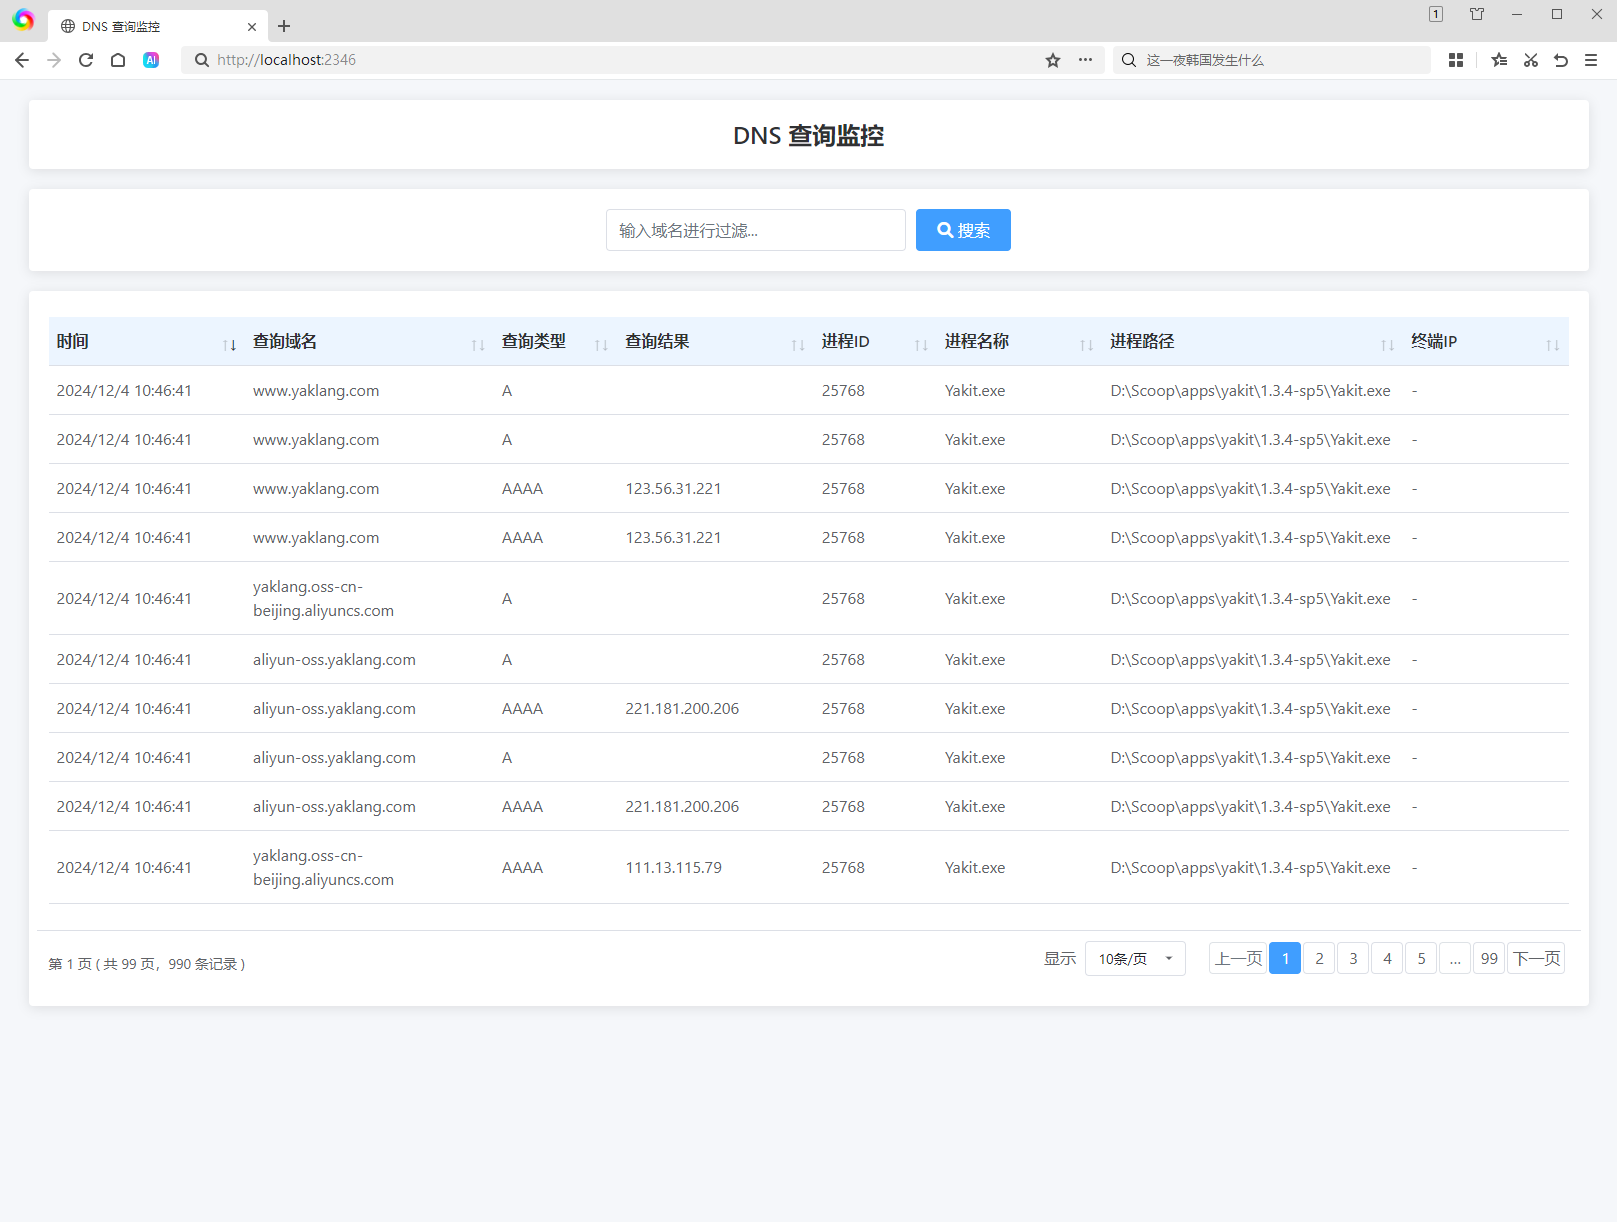 DNS 查询监控
1
AI
http://localhost:2346
这一夜韩国发生什么
DNS 查询监控
输入域名进行过滤...
搜索
时间 查询域名 查询类型 查询结果 进程ID 进程名称 进程路径 终端IP
2024/12/4 10:46:41 www.yaklang.com A 25768 Yakit.exe D:\Scoop\apps\yakit\1.3.4-sp5\Yakit.exe -
2024/12/4 10:46:41 www.yaklang.com A 25768 Yakit.exe D:\Scoop\apps\yakit\1.3.4-sp5\Yakit.exe -
2024/12/4 10:46:41 www.yaklang.com AAAA 123.56.31.221 25768 Yakit.exe D:\Scoop\apps\yakit\1.3.4-sp5\Yakit.exe -
2024/12/4 10:46:41 www.yaklang.com AAAA 123.56.31.221 25768 Yakit.exe D:\Scoop\apps\yakit\1.3.4-sp5\Yakit.exe -
2024/12/4 10:46:41 yaklang.oss-cn-
beijing.aliyuncs.com A 25768 Yakit.exe D:\Scoop\apps\yakit\1.3.4-sp5\Yakit.exe -
2024/12/4 10:46:41 aliyun-oss.yaklang.com A 25768 Yakit.exe D:\Scoop\apps\yakit\1.3.4-sp5\Yakit.exe -
2024/12/4 10:46:41 aliyun-oss.yaklang.com AAAA 221.181.200.206 25768 Yakit.exe D:\Scoop\apps\yakit\1.3.4-sp5\Yakit.exe -
2024/12/4 10:46:41 aliyun-oss.yaklang.com A 25768 Yakit.exe D:\Scoop\apps\yakit\1.3.4-sp5\Yakit.exe -
2024/12/4 10:46:41 aliyun-oss.yaklang.com AAAA 221.181.200.206 25768 Yakit.exe D:\Scoop\apps\yakit\1.3.4-sp5\Yakit.exe -
2024/12/4 10:46:41 yaklang.oss-cn-
beijing.aliyuncs.com AAAA 111.13.115.79 25768 Yakit.exe D:\Scoop\apps\yakit\1.3.4-sp5\Yakit.exe -
第 1 页 ( 共 99 页，990 条记录 ) 显示 10条/页 上一页 1 2 3 4 5 ... 99 下一页